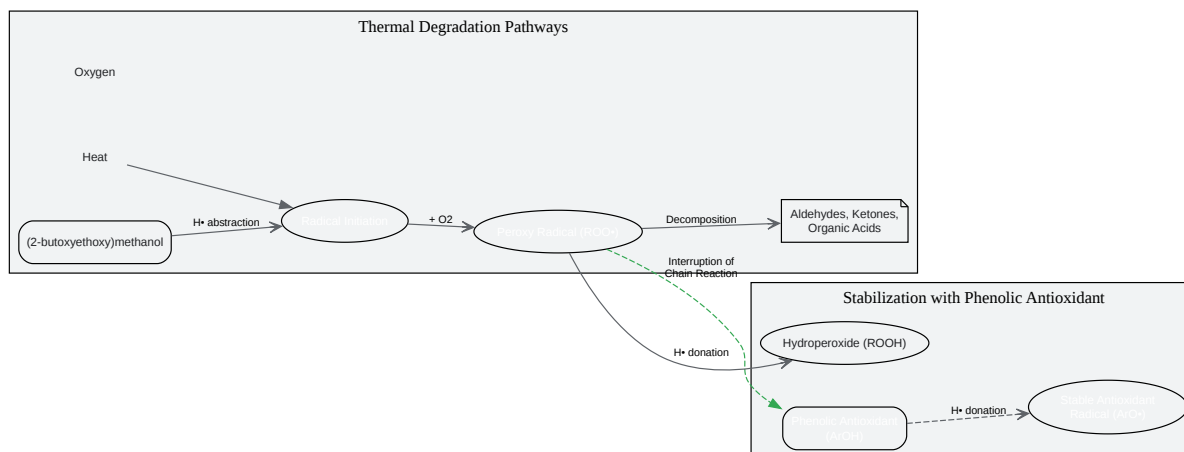 Thermal Degradation Pathways
Oxygen
Heat
(2-butoxyethoxy)methanol
H• abstraction
Radical Initiation
+ O2
Peroxy Radical (ROO•)
Decomposition
Aldehydes, Ketones,
Organic Acids
Interruption of
Chain Reaction
Stabilization with Phenolic Antioxidant
H• donation
Hydroperoxide (ROOH)
Phenolic Antioxidant
(ArOH)
H• donation
Stable Antioxidant
Radical (ArO•)